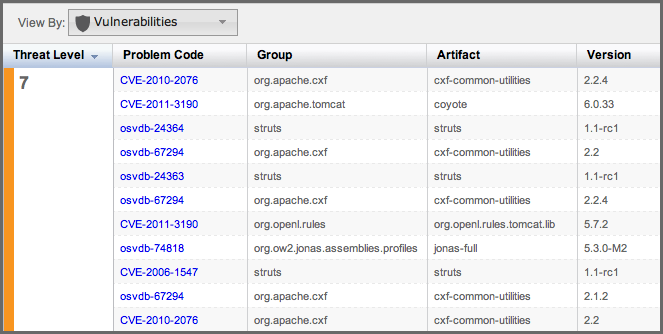 View By: Vulnerabilities
Threat Level Problem Code Group Artifact Version
7 CVE-2010-2076 org.apache.cxf cxf-common-utilities 2.2.4
CVE-2011-3190 org.apache.tomcat coyote 6.0.33
osvdb-24364 struts struts 1.1-rc1
osvdb-67294 org.apache.cxf cxf-common-utilities 2.2
osvdb-24363 struts struts 1.1-rc1
osvdb-67294 org.apache.cxf cxf-common-utilities 2.2.4
CVE-2011-3190 org.openl.rules org.openl.rules.tomcat.lib 5.7.2
osvdb-74818 org.ow2.jonas.assemblies.profiles jonas-full 5.3.0-M2
CVE-2006-1547 struts struts 1.1-rc1
osvdb-67294 org.apache.cxf cxf-common-utilities 2.1.2
CVE-2010-2076 org.apache.cxf cxf-common-utilities 2.2